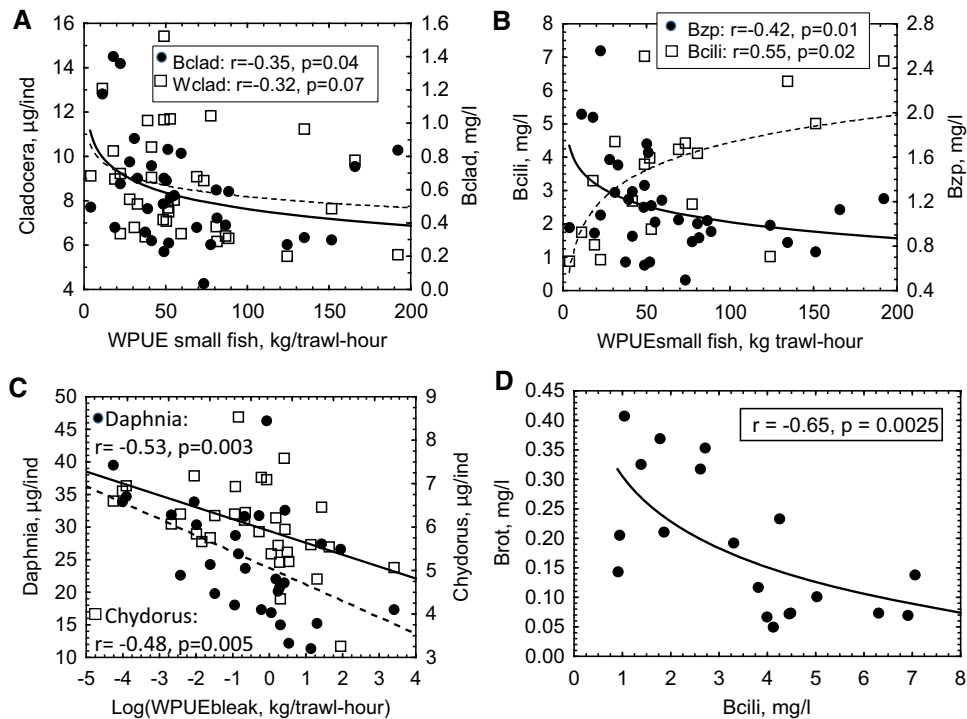 A
Cladocera, µg/ind
16
14
12
10
8
6
4
Bclad: r=-0.35, p=0.04
Wclad: r=-0.32, p=0.07
1.6
1.4
1.2
1.0
0.8
0.6
0.4
0.2
0.0
Bclad, mg/l
0 50 100 150 200
WPUE small fish, kg/trawl-hour
B
Bcili, mg/l
8
7
6
5
4
3
2
1
0
Bzp: r=-0.42, p=0.01
Bcili: r=0.55, p=0.02
2.8
2.4
2.0
1.6
1.2
0.8
0.4
Bzp, mg/l
0 50 100 150 200
WPUEsmall fish, kg trawl-hour
C
Daphnia, µg/ind
50
45
40
35
30
25
20
15
10
Daphnia:
r= -0.53, p=0.003
Chydorus:
r= -0.48, p=0.005
9
8
7
6
5
4
3
Chydorus, µg/ind
-5 -4 -3 -2 -1 0 1 2 3 4
Log(WPUEbleak, kg/trawl-hour)
D
Brot, mg/l
0.45
0.40
0.35
0.30
0.25
0.20
0.15
0.10
0.05
0.00
r = -0.65, p = 0.0025
0 1 2 3 4 5 6 7 8
Bcili, mg/l